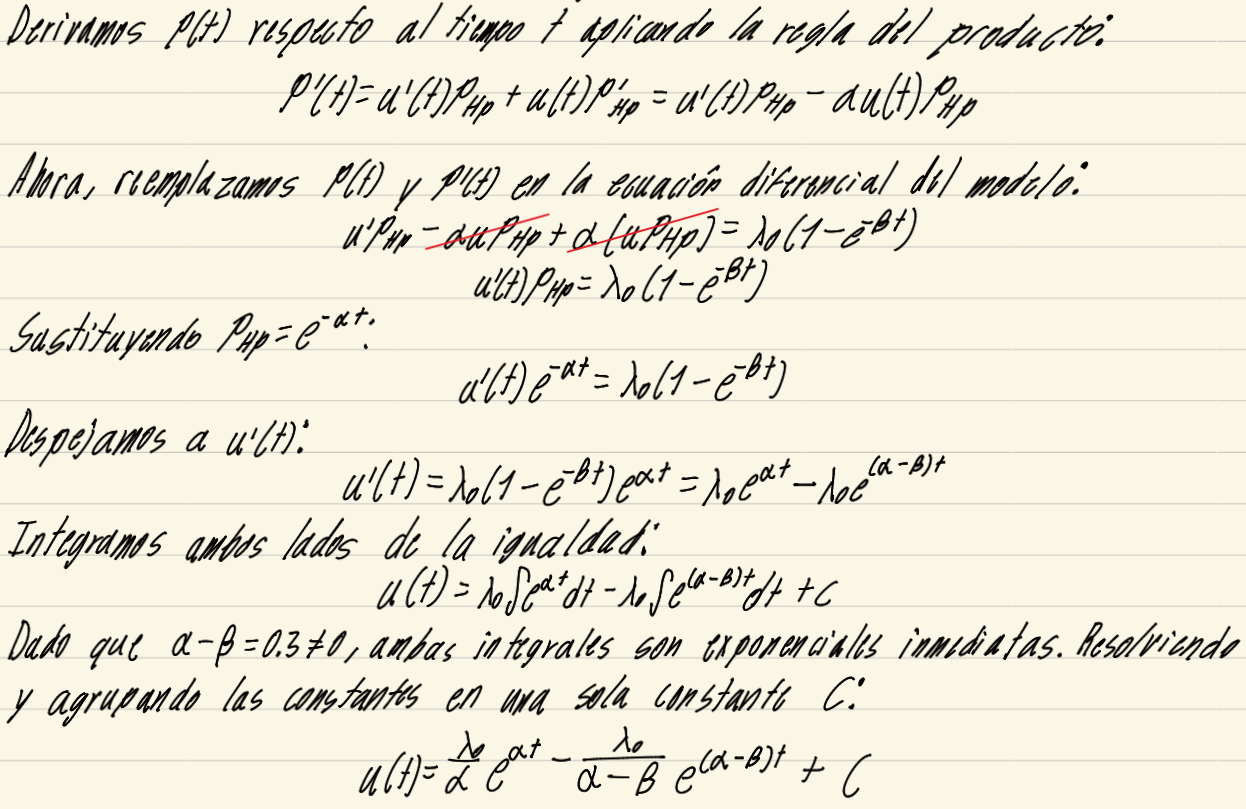 Derivamos P(t) respecto al tiempo t aplicando la regla del producto:
P'(t) = u'(t)P_Hp + u(t)P'_Hp = u'(t)P_Hp - αu(t)P_Hp
Ahora, reemplazamos P(t) y P'(t) en la ecuación diferencial del modelo:
u'P_Hp - αuP_Hp + α(uP_Hp) = λ₀(1 - e^{-βt})
u'(t)P_Hp = λ₀(1 - e^{-βt})
Sustituyendo P_Hp = e^{-αt}:
u'(t)e^{-αt} = λ₀(1 - e^{-βt})
Despejamos a u'(t):
u'(t) = λ₀(1 - e^{-βt})e^{αt} = λ₀e^{αt} - λ₀e^{(α-β)t}
Integramos ambos lados de la igualdad:
u(t) = λ₀∫e^{αt}dt - λ₀∫e^{(α-β)t}dt + C
Dado que α - β = 0.3 ≠ 0, ambas integrales son exponenciales inmediatas. Resolviendo
y agrupando las constantes en una sola constante C:
u(t) = \frac{λ₀}{α} e^{αt} - \frac{λ₀}{α - β} e^{(α-β)t} + C